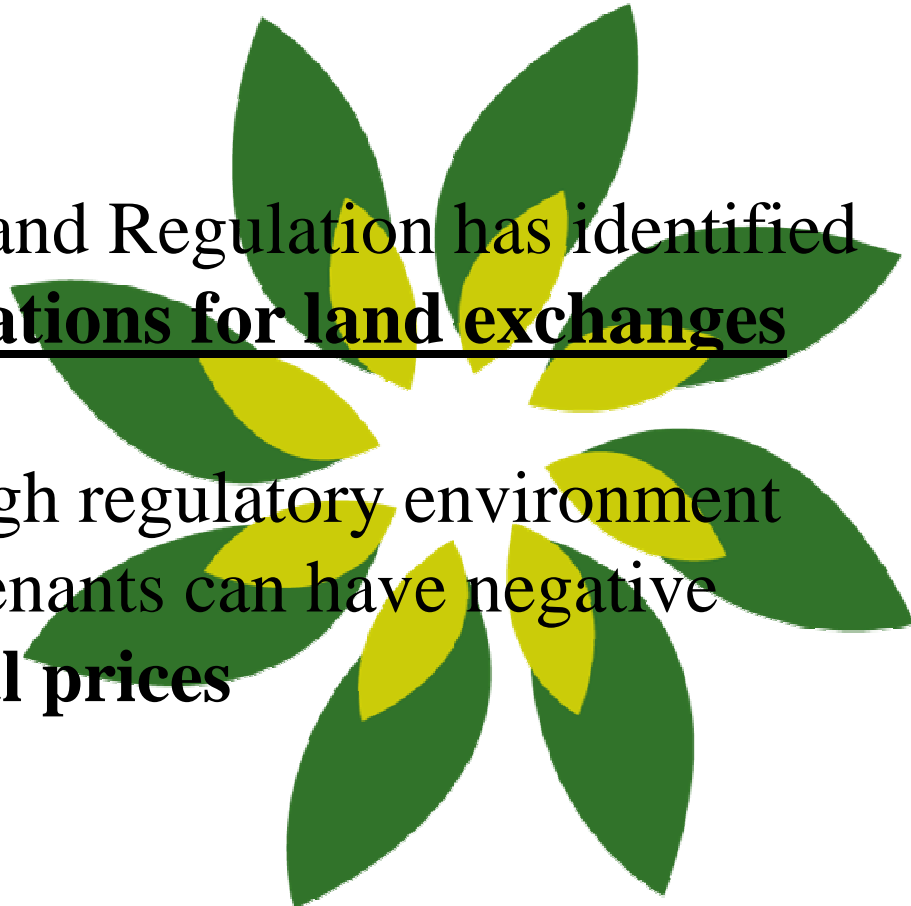 and Regulation has identified
ations for land exchanges
gh regulatory environment
enants can have negative
l prices